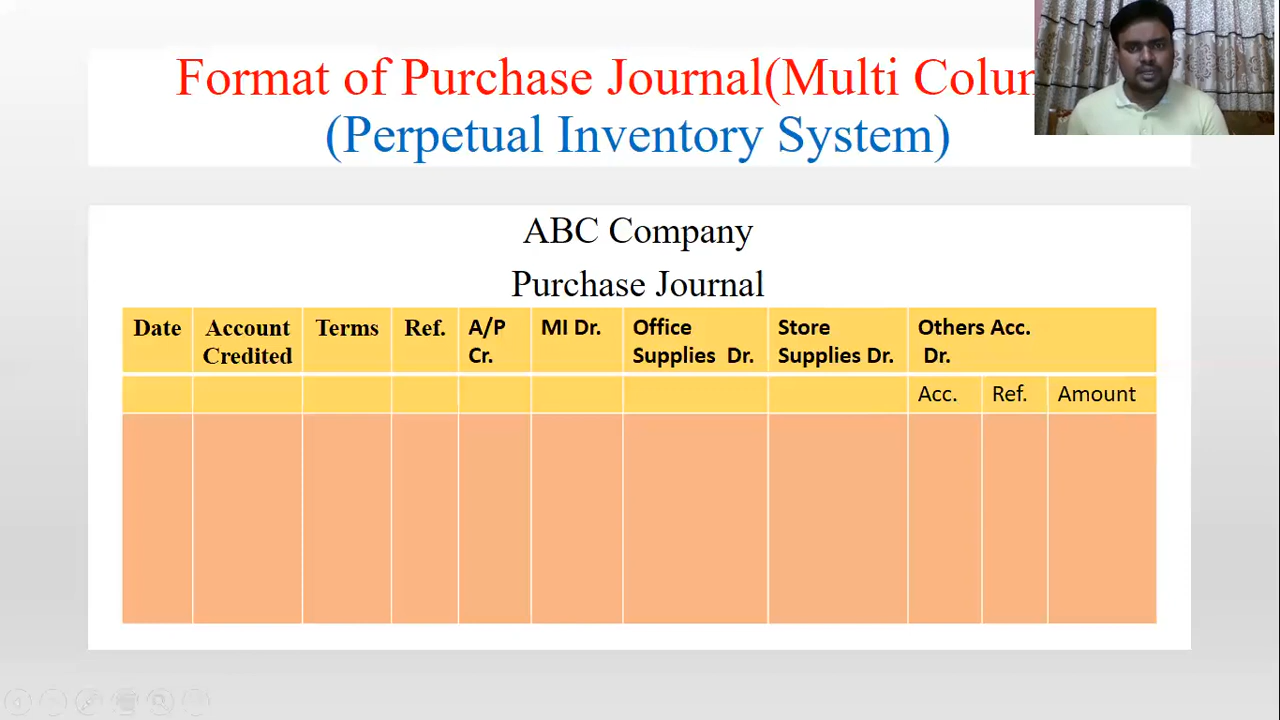 Format of Purchase Journal(Multi
(Perpetual Inventory System)
ABC Company
Purchase Journal
Date Account Credited Terms Ref. A/P Cr. MI Dr. Office Supplies Dr. Store Supplies Dr. Others Acc. Dr.
Acc. Ref. Amount